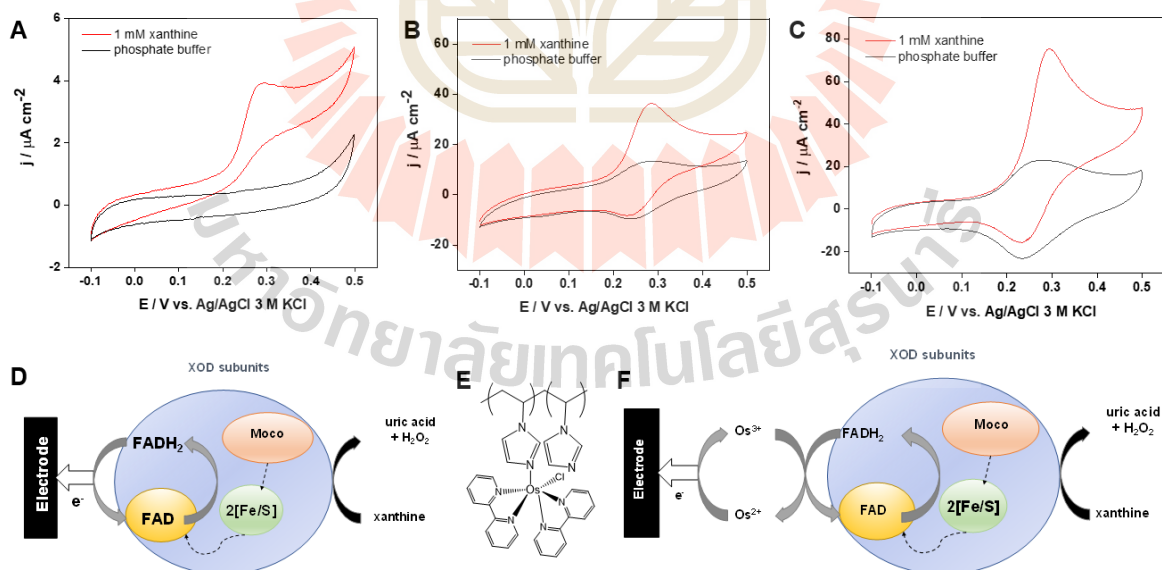 A
1 mM xanthine
phosphate buffer
j / μA cm-2
6
4
2
0
-2
-0.1 0.0 0.1 0.2 0.3 0.4 0.5
E / V vs. Ag/AgCl 3 M KCl
B
1 mM xanthine
phosphate buffer
j / μA cm-2
60
40
20
0
-20
-0.1 0.0 0.1 0.2 0.3 0.4 0.5
E / V vs. Ag/AgCl 3 M KCl
C
1 mM xanthine
phosphate buffer
j / μA cm-2
80
60
40
20
0
-20
-0.1 0.0 0.1 0.2 0.3 0.4 0.5
E / V vs. Ag/AgCl 3 M KCl
มหาวิทยาลัยเทคโนโลยีสุรนารี
D
XOD subunits
Electrode
e-
FADH2
FAD
Moco
2[Fe/S]
uric acid
+ H2O2
xanthine
E
N
N
N
N
Cl
Os
N
N
N
N
F
XOD subunits
Electrode
e-
Os3+
Os2+
FADH2
FAD
Moco
2[Fe/S]
uric acid
+ H2O2
xanthine